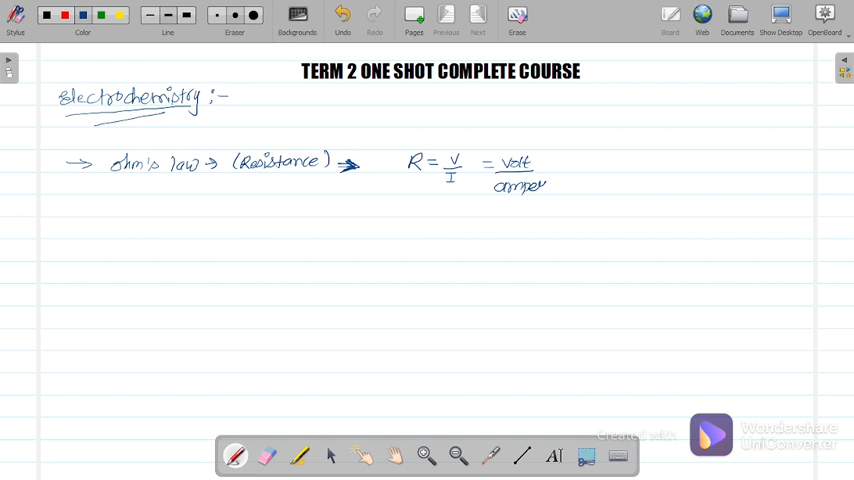 Stylus Color Line Eraser Backgrounds Undo Redo Pages Previous Next Erase Board Web Documents Show Desktop OpenBoard
TERM 2 ONE SHOT COMPLETE COURSE
Electrochemistry :-
→ ohm's law → (Resistance) → R = V/I = volt/amper
Created with Wondershare UniConverter